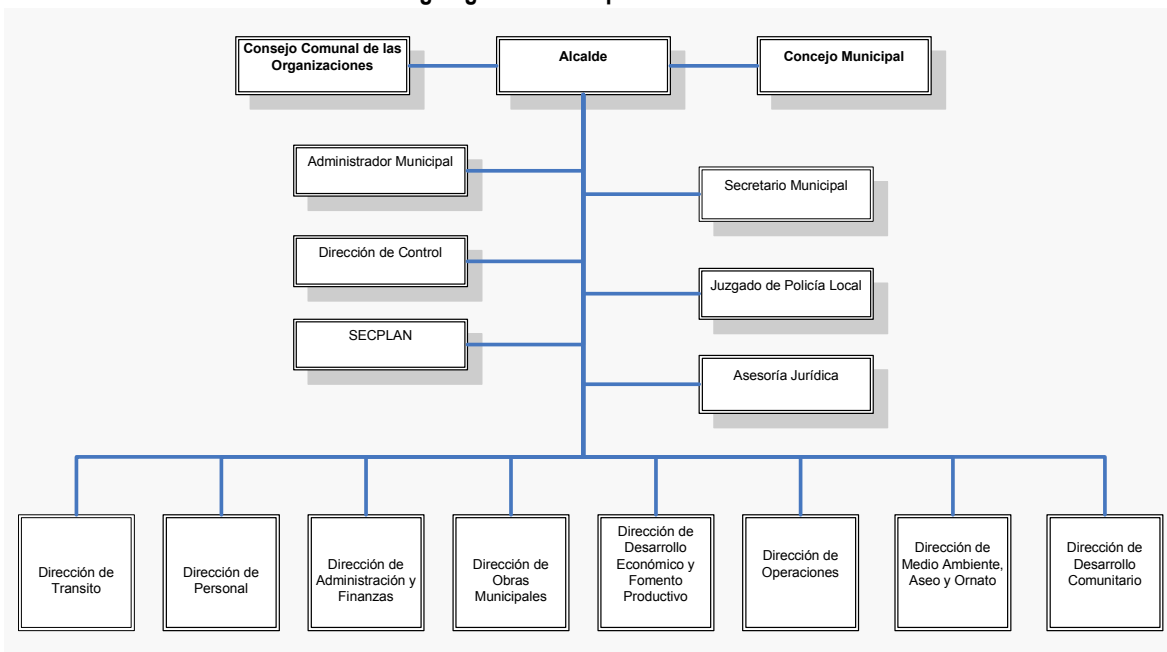 Consejo Comunal de las
Organizaciones
Alcalde
Concejo Municipal
Administrador Municipal
Secretario Municipal
Dirección de Control
Juzgado de Policía Local
SECPLAN
Asesoría Jurídica
Dirección de
Transito
Dirección de
Personal
Dirección de
Administración y
Finanzas
Dirección de
Obras
Municipales
Dirección de
Desarrollo
Económico y
Fomento
Productivo
Dirección de
Operaciones
Dirección de
Medio Ambiente,
Aseo y Ornato
Dirección de
Desarrollo
Comunitario